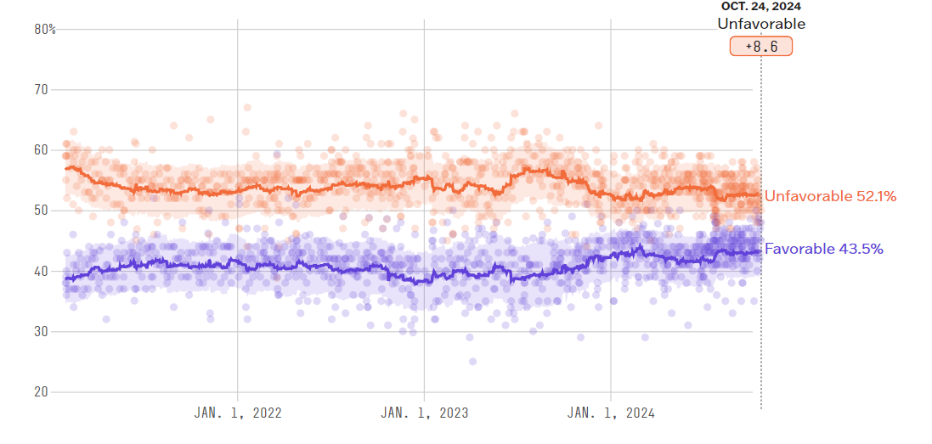 OCT. 24, 2024
Unfavorable
+8.6
80%
70
60
50
40
30
20
Unfavorable 52.1%
Favorable 43.5%
JAN. 1, 2022
JAN. 1, 2023
JAN. 1, 2024